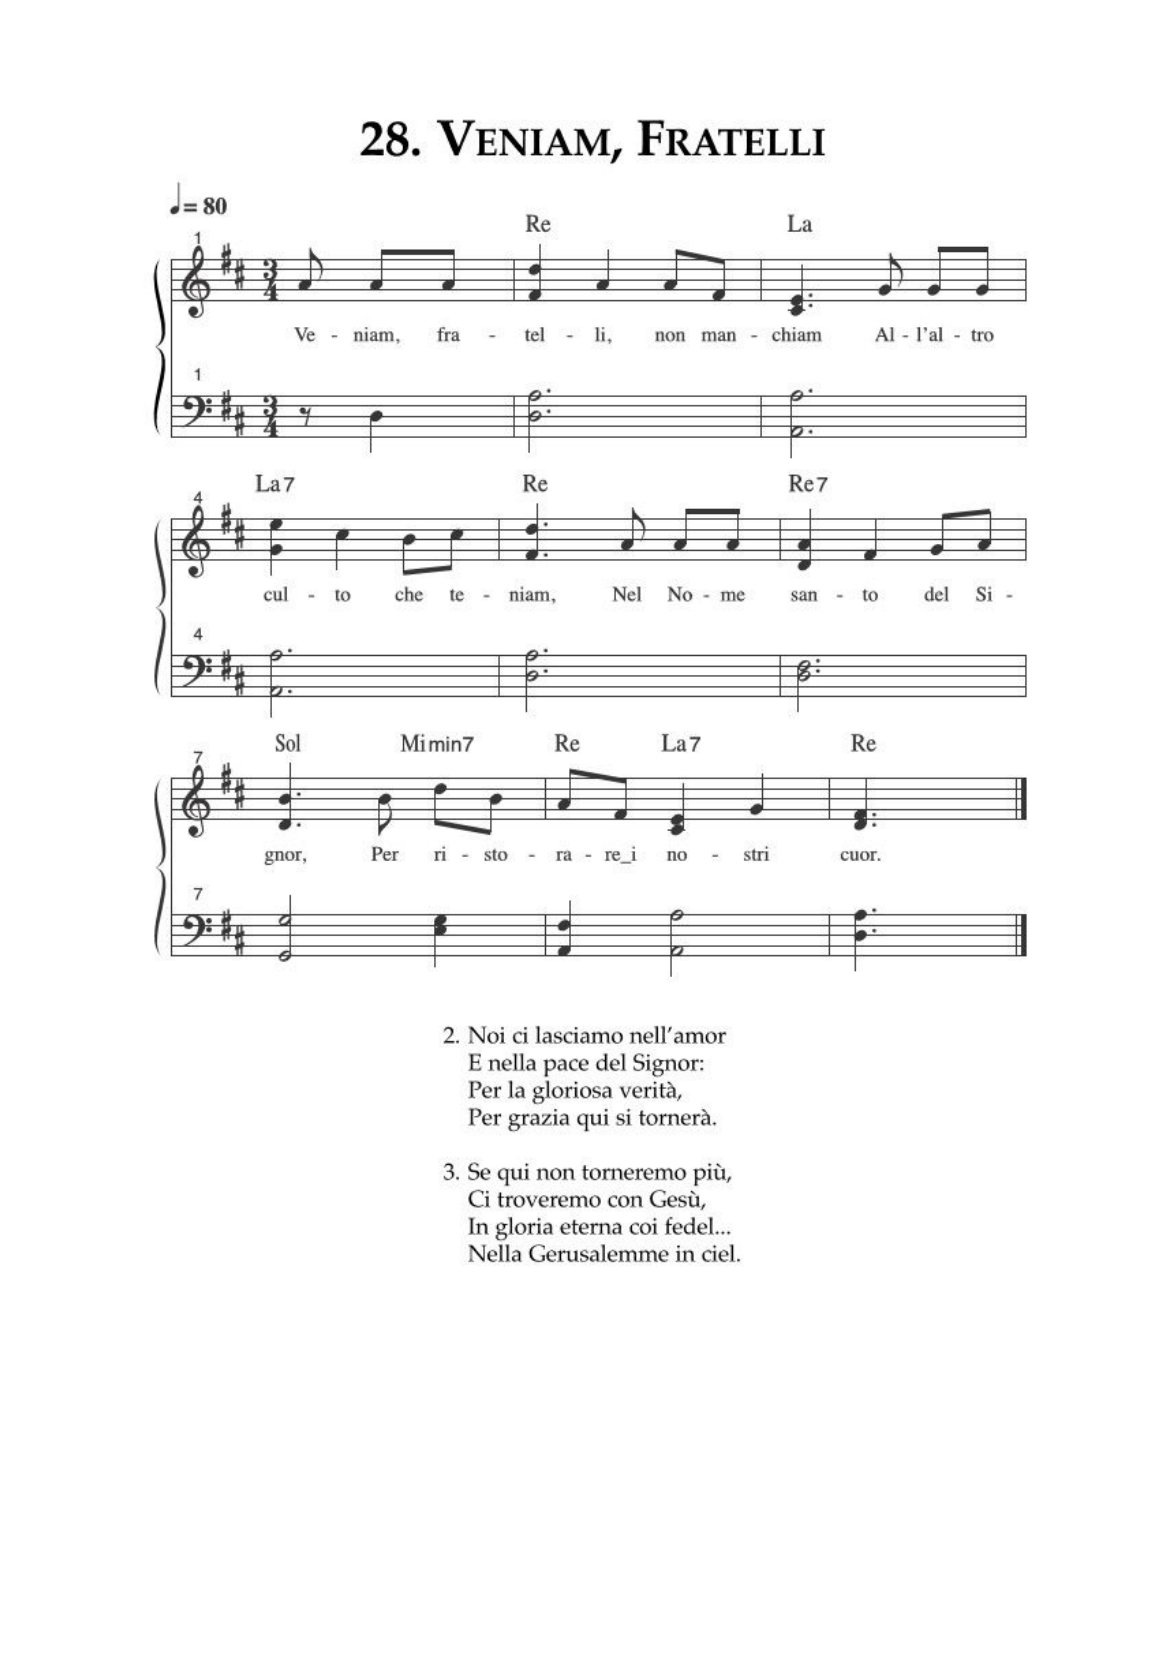 28. VENIAM, FRATELLI
= 80
Re La
1
3 4
Ve - niam, fra - tel - li, non man - chiam Al - l'al - tro
1
3 4
La7 Re Re7
4
cul - to che te - niam, Nel No - me san - to del Si -
4
Sol Mimin7 Re La7 Re
7
gnor, Per ri - sto - ra - re_i no - stri cuor.
7
2. Noi ci lasciamo nell'amor
E nella pace del Signor:
Per la gloriosa verità,
Per grazia qui si tornerà.
3. Se qui non torneremo più,
Ci troveremo con Gesù,
In gloria eterna coi fedel...
Nella Gerusalemme in ciel.